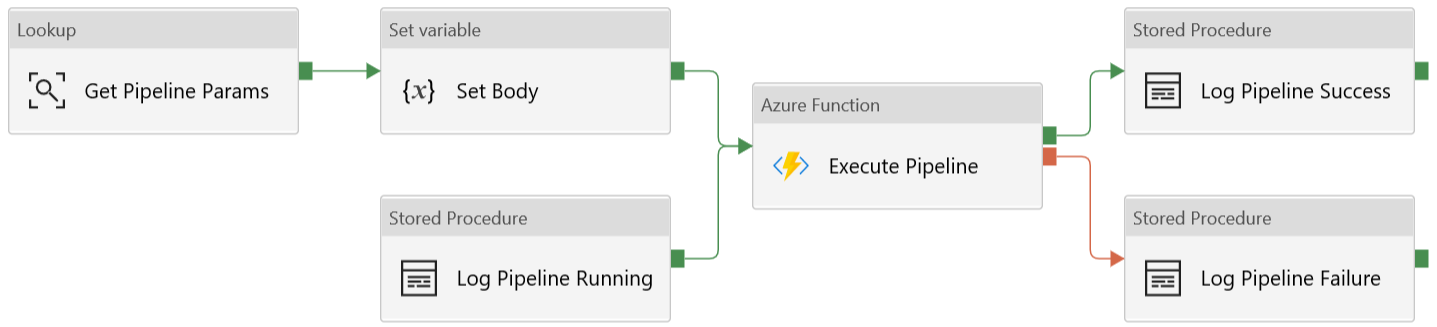 Lookup
Get Pipeline Params
Set variable
{x} Set Body
Stored Procedure
Log Pipeline Running
Azure Function
Execute Pipeline
Stored Procedure
Log Pipeline Success
Stored Procedure
Log Pipeline Failure